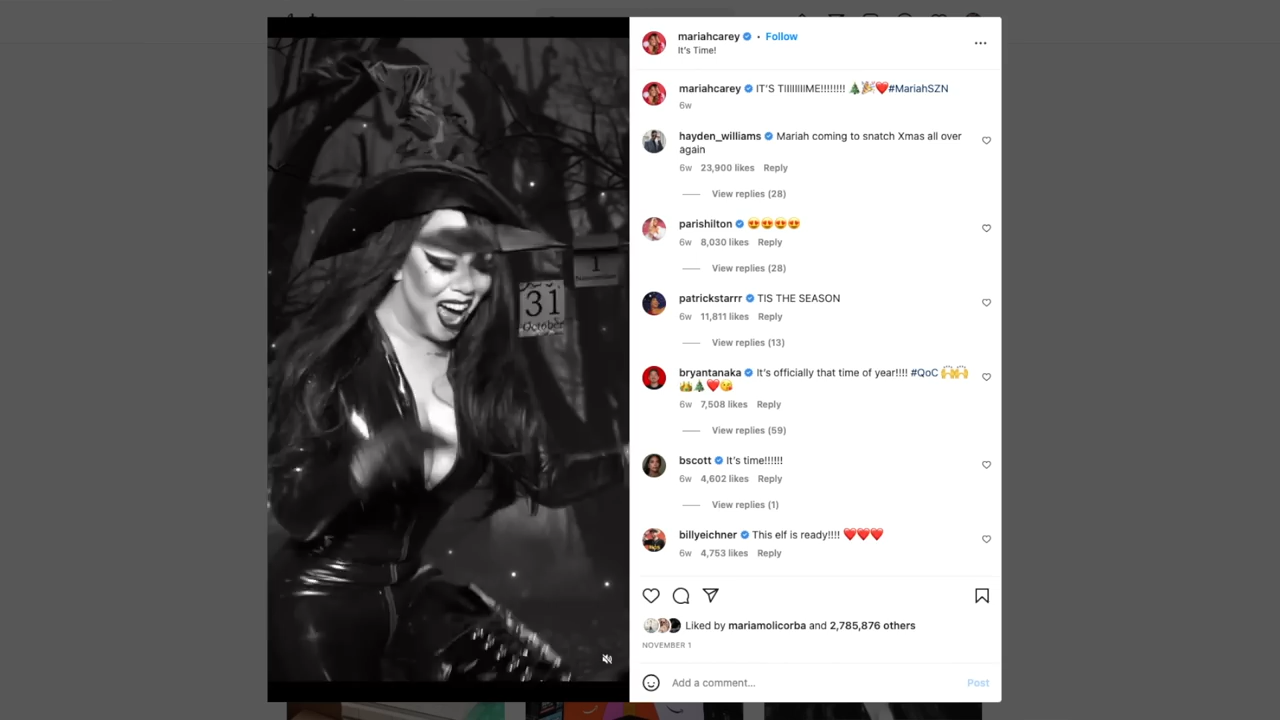 mariahcarey • Follow
It's Time!
mariahcarey IT'S TIIIIIIIIME!!!!!!!! 🎄🎉❤️#MariahSZN
6w
hayden_williams Mariah coming to snatch Xmas all over
again
6w 23,900 likes Reply
View replies (28)
parishilton 😍😍😍😍
6w 8,030 likes Reply
View replies (28)
1
November
31
October
patrickstarrr TIS THE SEASON
6w 11,811 likes Reply
View replies (13)
bryantanaka It's officially that time of year!!!! #QoC 🙌🙌
👑🎄❤️😘
6w 7,508 likes Reply
View replies (59)
bscott It's time!!!!!!
6w 4,602 likes Reply
View replies (1)
billyeichner This elf is ready!!!! ❤️❤️❤️
6w 4,753 likes Reply
Liked by mariamolicorba and 2,785,876 others
NOVEMBER 1
Add a comment...
Post